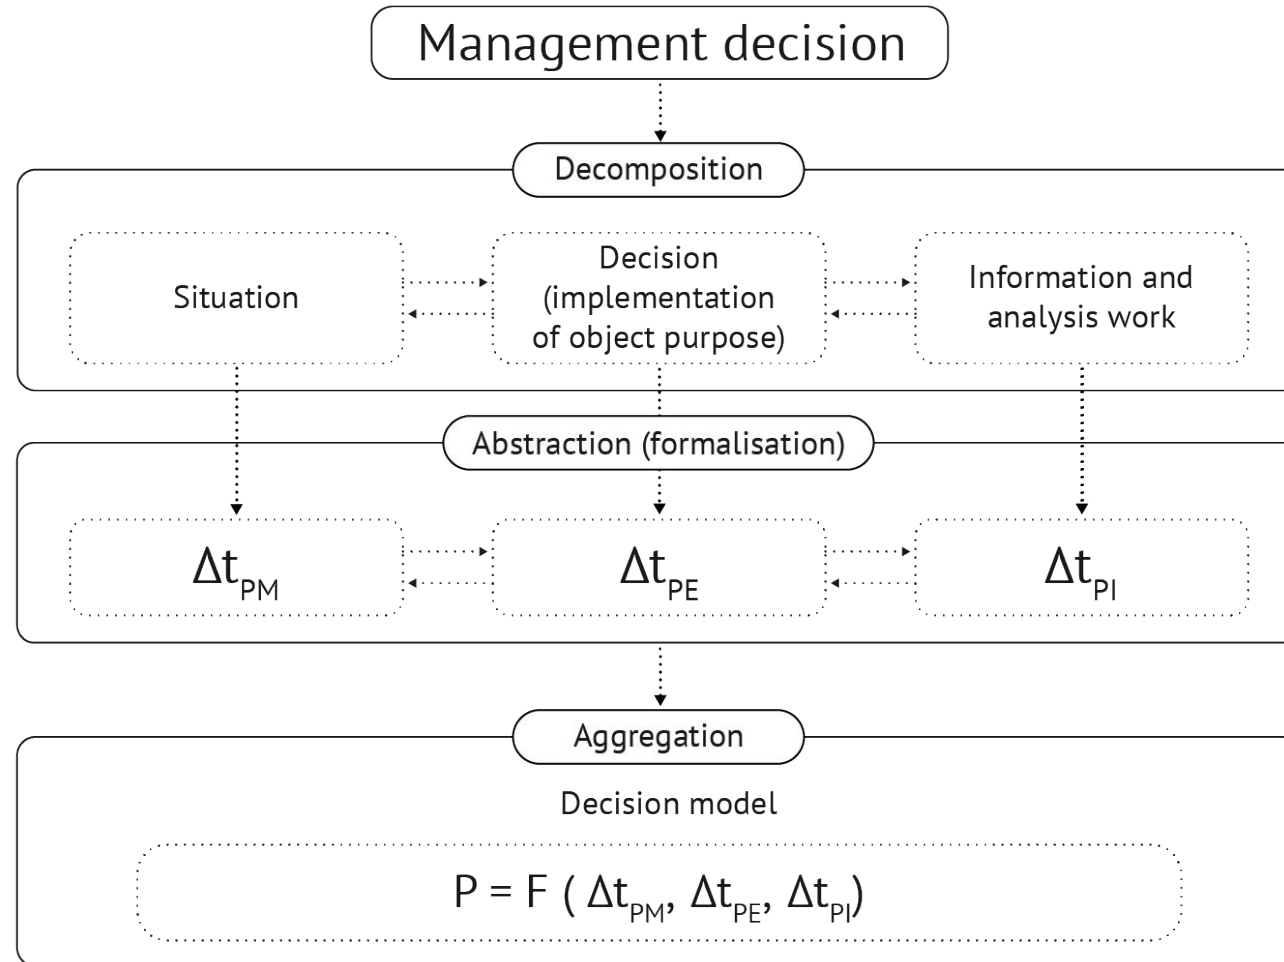 Management decision
Decomposition
Situation
Decision
(implementation
of object purpose)
Information and
analysis work
Abstraction (formalisation)
Δt_PM
Δt_PE
Δt_PI
Aggregation
Decision model
P = F ( Δt_PM, Δt_PE, Δt_PI)